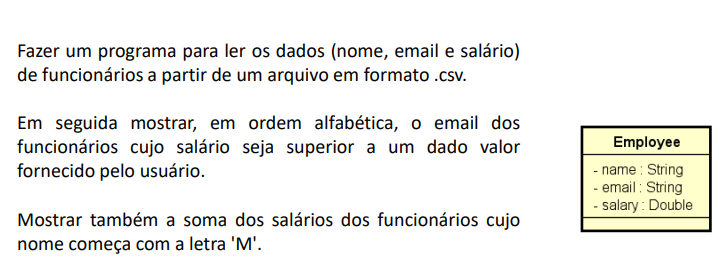 Fazer um programa para ler os dados (nome, email e salário)
de funcionários a partir de um arquivo em formato .csv.
Em seguida mostrar, em ordem alfabética, o email dos
funcionários cujo salário seja superior a um dado valor
fornecido pelo usuário.
Mostrar também a soma dos salários dos funcionários cujo
nome começa com a letra 'M'.
Employee
- name : String
- email : String
- salary : Double